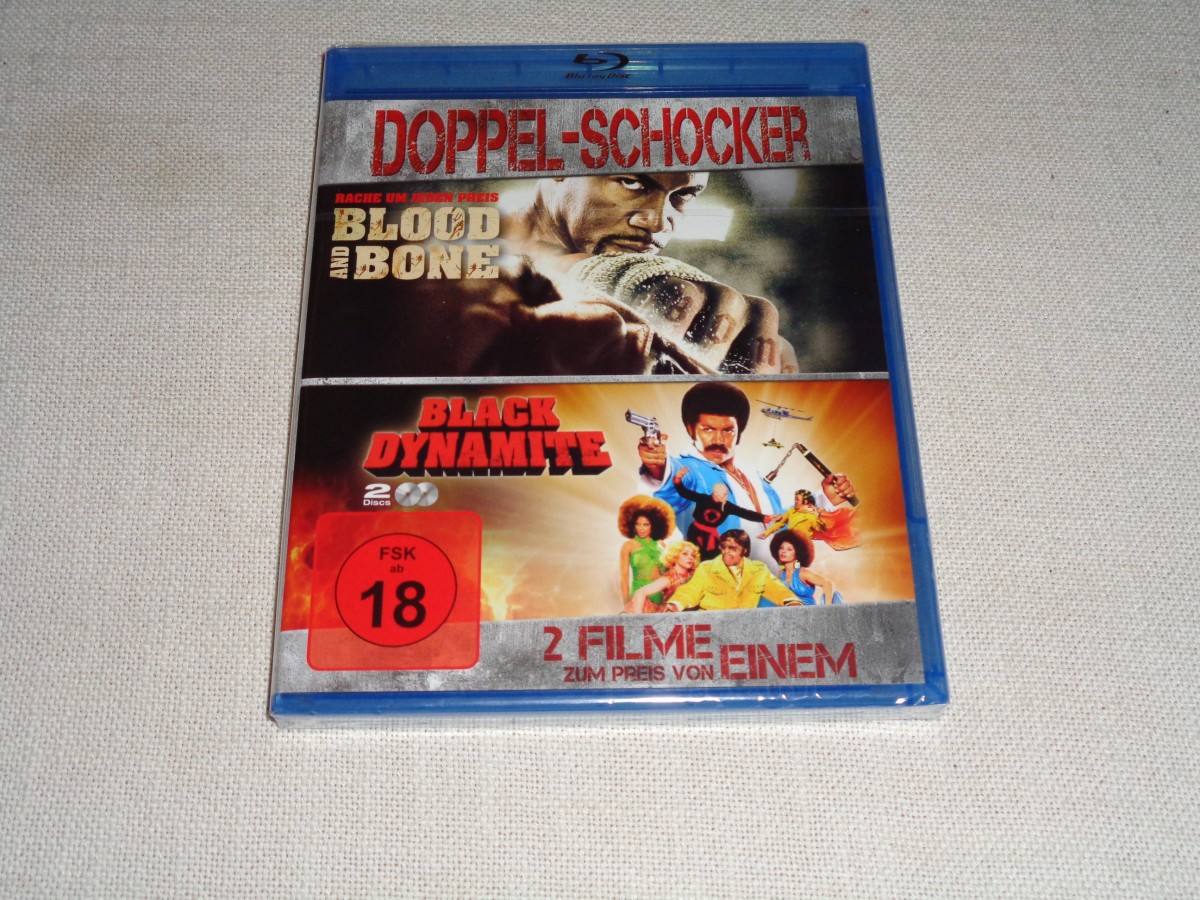 Blu-ray Disc
DOPPEL-SCHOCKER
RACHE UM JEDEN PREIS
BLOOD
AND BONE
BLACK
DYNAMITE
2
Discs
FSK
ab
18
2 FILME
ZUM PREIS VON EINEM